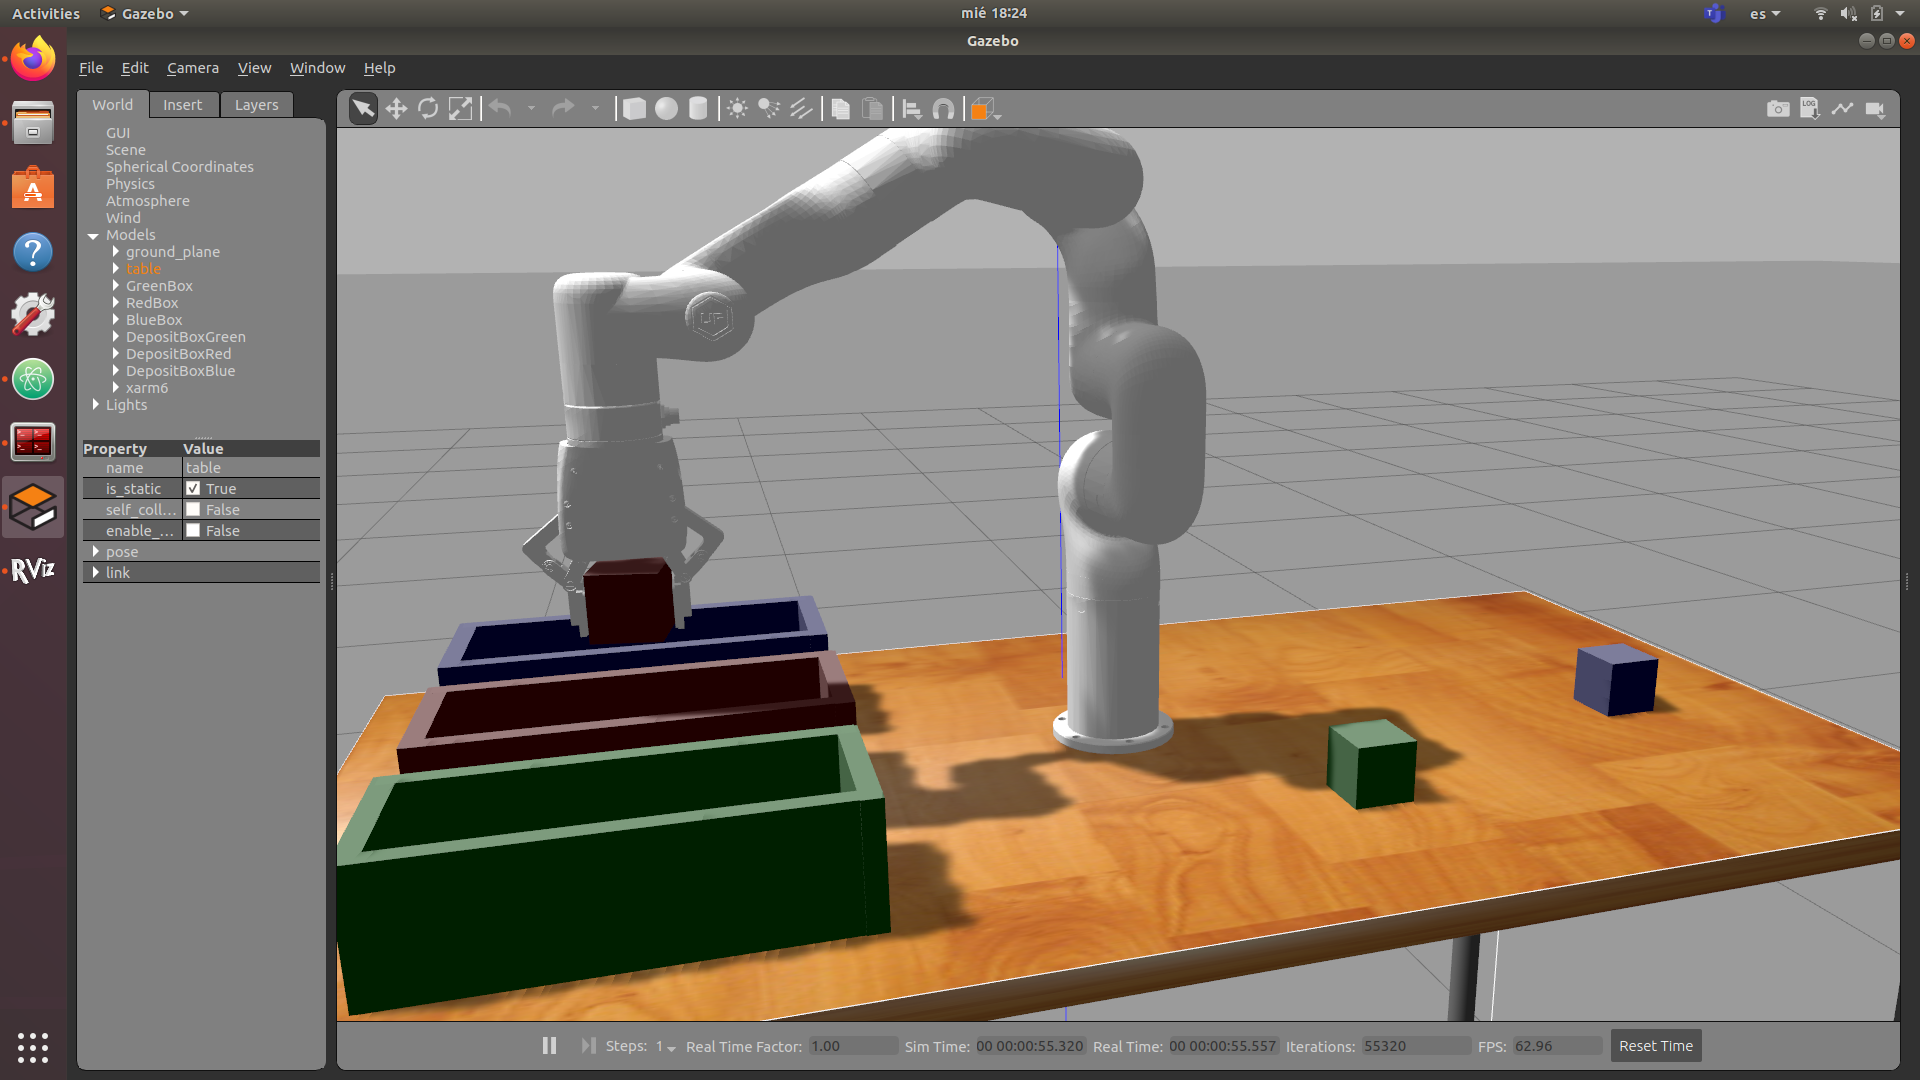 Activities Gazebo mié 18:24 es
Gazebo
File Edit Camera View Window Help
World Insert Layers
LOG
GUI
Scene
Spherical Coordinates
Physics
Atmosphere
Wind
Models
ground_plane
table
GreenBox
RedBox
BlueBox
DepositBoxGreen
DepositBoxRed
DepositBoxBlue
xarm6
Lights
Property Value
name table
is_static True
self_coll... False
enable_... False
pose
link
RViz
UF
Steps: 1 Real Time Factor: 1.00 Sim Time: 00 00:00:55.320 Real Time: 00 00:00:55.557 Iterations: 55320 FPS: 62.96 Reset Time